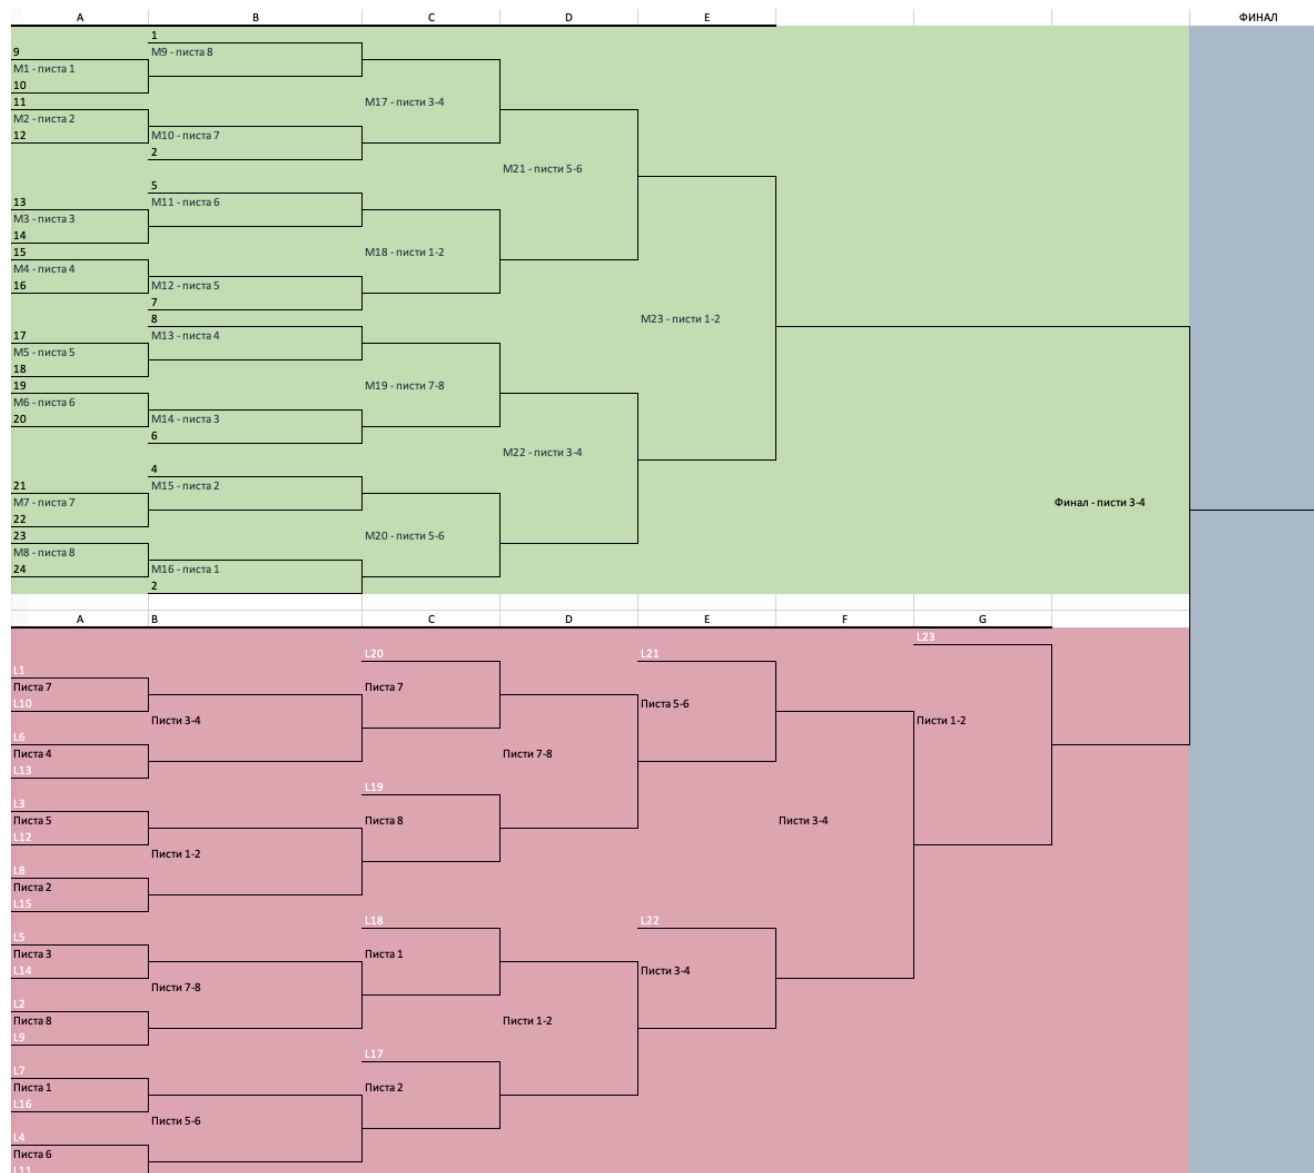 A B C D E ФИНАЛ
1
9 M9 - писта 8
M1 - писта 1
10
11 M17 - писти 3-4
M2 - писта 2
12 M10 - писта 7
2
M21 - писти 5-6
5
13 M11 - писта 6
M3 - писта 3
14
15 M18 - писти 1-2
M4 - писта 4
16 M12 - писта 5
7
8 M23 - писти 1-2
17 M13 - писта 4
M5 - писта 5
18
19 M19 - писти 7-8
M6 - писта 6
20 M14 - писта 3
6
M22 - писти 3-4
4
21 M15 - писта 2
M7 - писта 7 Финал - писти 3-4
22
23 M20 - писти 5-6
M8 - писта 8
24 M16 - писта 1
2
A B C D E F G
L23
L20 L21
L1
Писта 7 Писта 7
L10 Писта 5-6
Писти 3-4 Писти 1-2
L6
Писта 4 Писти 7-8
L13
L3 L19
Писта 5 Писта 8 Писти 3-4
L12
Писти 1-2
L8
Писта 2
L15
L18 L22
L5
Писта 3 Писта 1
L14 Писти 3-4
Писти 7-8
L2
Писта 8 Писти 1-2
L9
L17
L7
Писта 1 Писта 2
L16
Писти 5-6
L4
Писта 6
L11